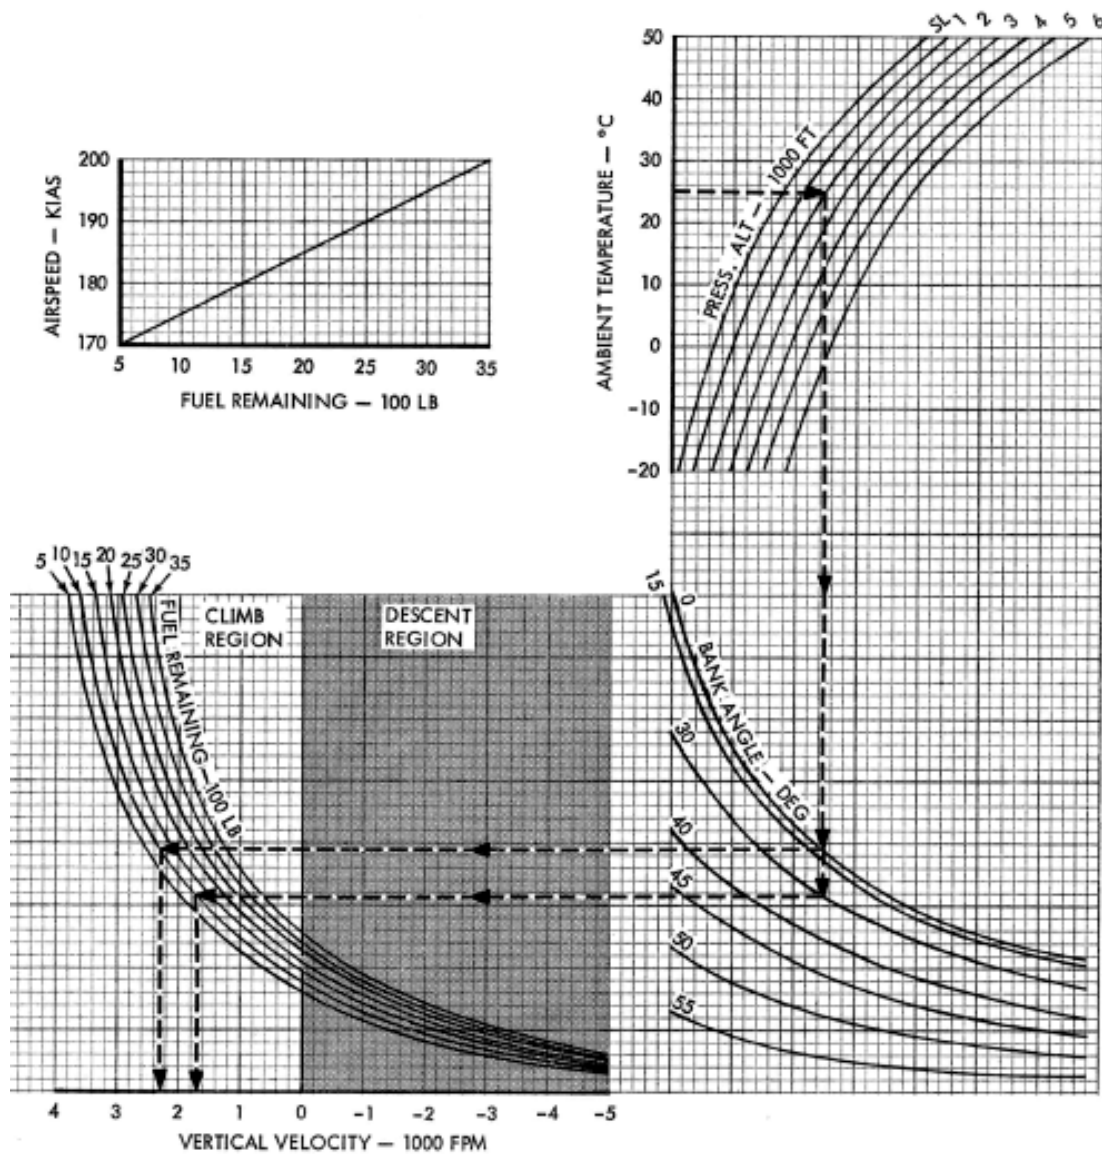 SL 1 2 3 4 5 6
50
40
30
20
10
0
-10
-20
AMBIENT TEMPERATURE — °C
PRESS. ALT — 1000 FT
200
190
180
170
AIRSPEED — KIAS
5 10 15 20 25 30 35
FUEL REMAINING — 100 LB
5 10 15 20 25 30 35
FUEL REMAINING—100 LB
CLIMB
REGION
DESCENT
REGION
15 0
BANK ANGLE — DEG
30
40
45
50
55
4 3 2 1 0 -1 -2 -3 -4 -5
VERTICAL VELOCITY — 1000 FPM